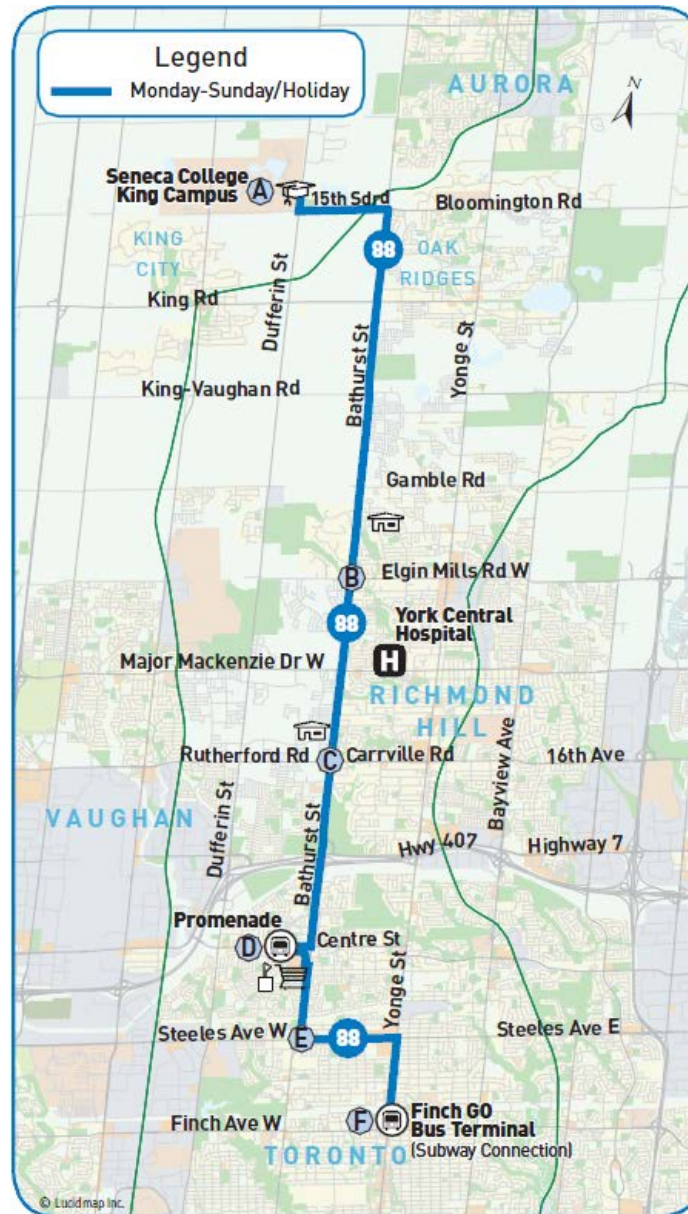 Legend
Monday-Sunday/Holiday
AURORA
N
Seneca College
King Campus
A
15th Sdrd
Bloomington Rd
88
KING
CITY
OAK
RIDGES
Dufferin St
King Rd
Bathurst St
Yonge St
King-Vaughan Rd
Gamble Rd
B
Elgin Mills Rd W
88
York Central
Hospital
H
Major Mackenzie Dr W
RICHMOND
HILL
Rutherford Rd
C
Carrville Rd
16th Ave
Bayview Ave
VAUGHAN
Dufferin St
Bathurst St
Hwy 407
Highway 7
Promenade
D
Centre St
Yonge St
Steeles Ave W
E
88
Steeles Ave E
Finch Ave W
F
Finch GO
Bus Terminal
(Subway Connection)
TORONTO
© Lucidmap Inc.